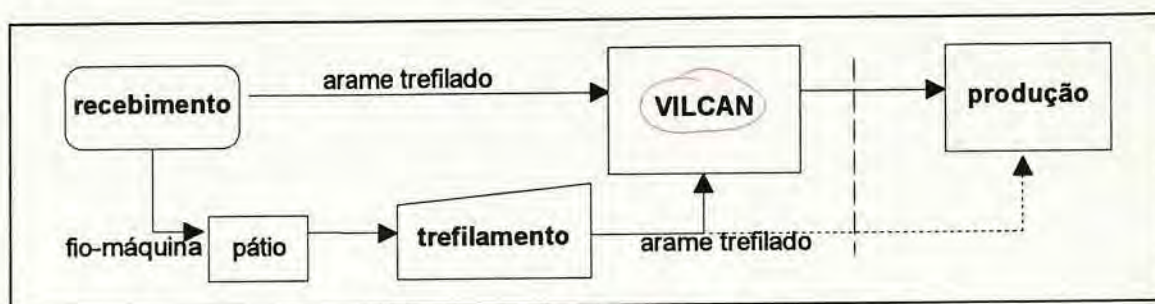 arame trefilado
recebimento
VILCAN
produção
fio-máquina
pátio
trefilamento
arame trefilado